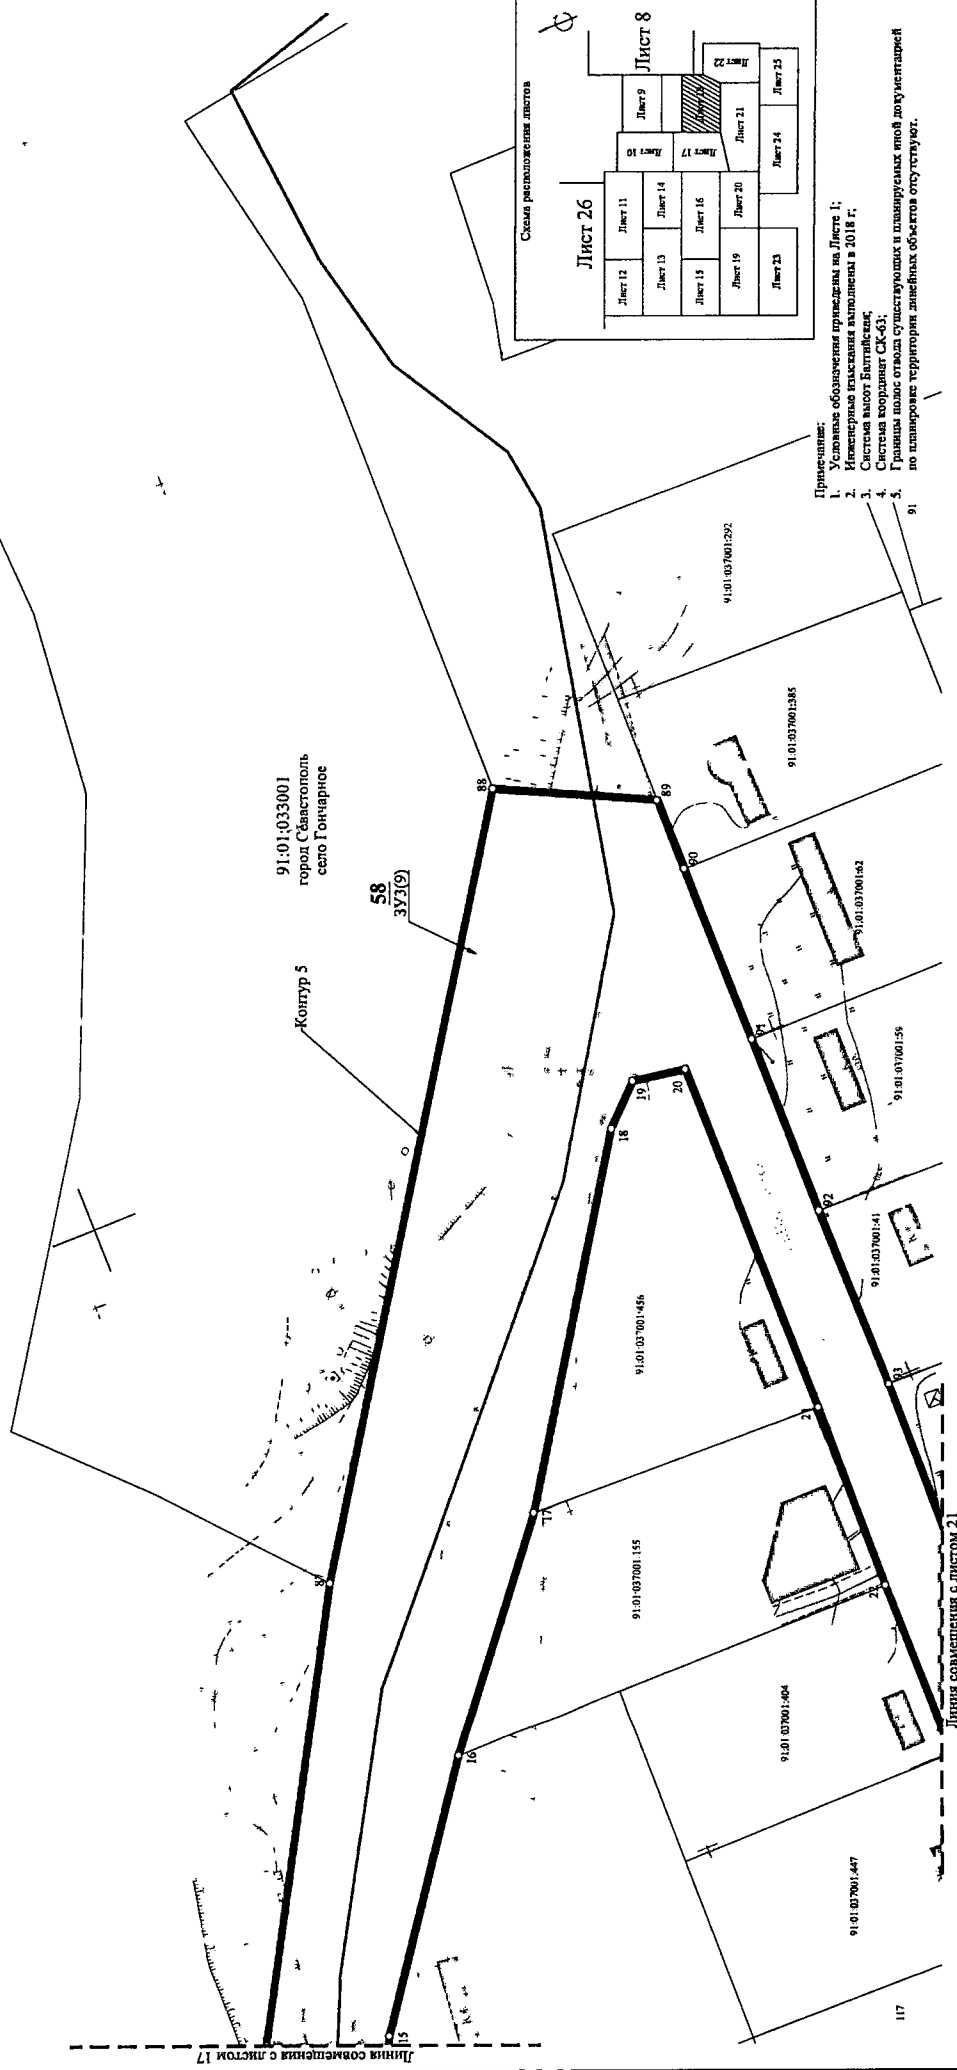 91:01:033001
город Севастополь
село Гончарное
58
ЗУ3(9)
Контур 5
Линия совмещения с листом 17
87
88
89
90
91
92
93
15
16
17
18
19
20
21
22
91:01:037001:292
91:01:037001:385
91:01:037001:62
91:01:037001:59
91:01:037001:41
91:01:037001:456
91:01:037001:155
91:01:037001:404
91:01:037001:447
117
91
Линия совмещения с листом 21
Схема расположения листов
Лист 26
Лист 8
Лист 9
Лист 10
Лист 11
Лист 12
Лист 13
Лист 14
Лист 15
Лист 16
Лист 17
Лист 19
Лист 20
Лист 21
Лист 22
Лист 23
Лист 24
Лист 25
Примечание:
1. Условные обозначения приведены на Листе 1;
2. Инженерные изыскания выполнены в 2018 г;
3. Система высот Балтийская;
4. Система координат СК-63;
5. Границы полос отвода существующих и планируемых иной документацией
по планировке территории линейных объектов отсутствуют.